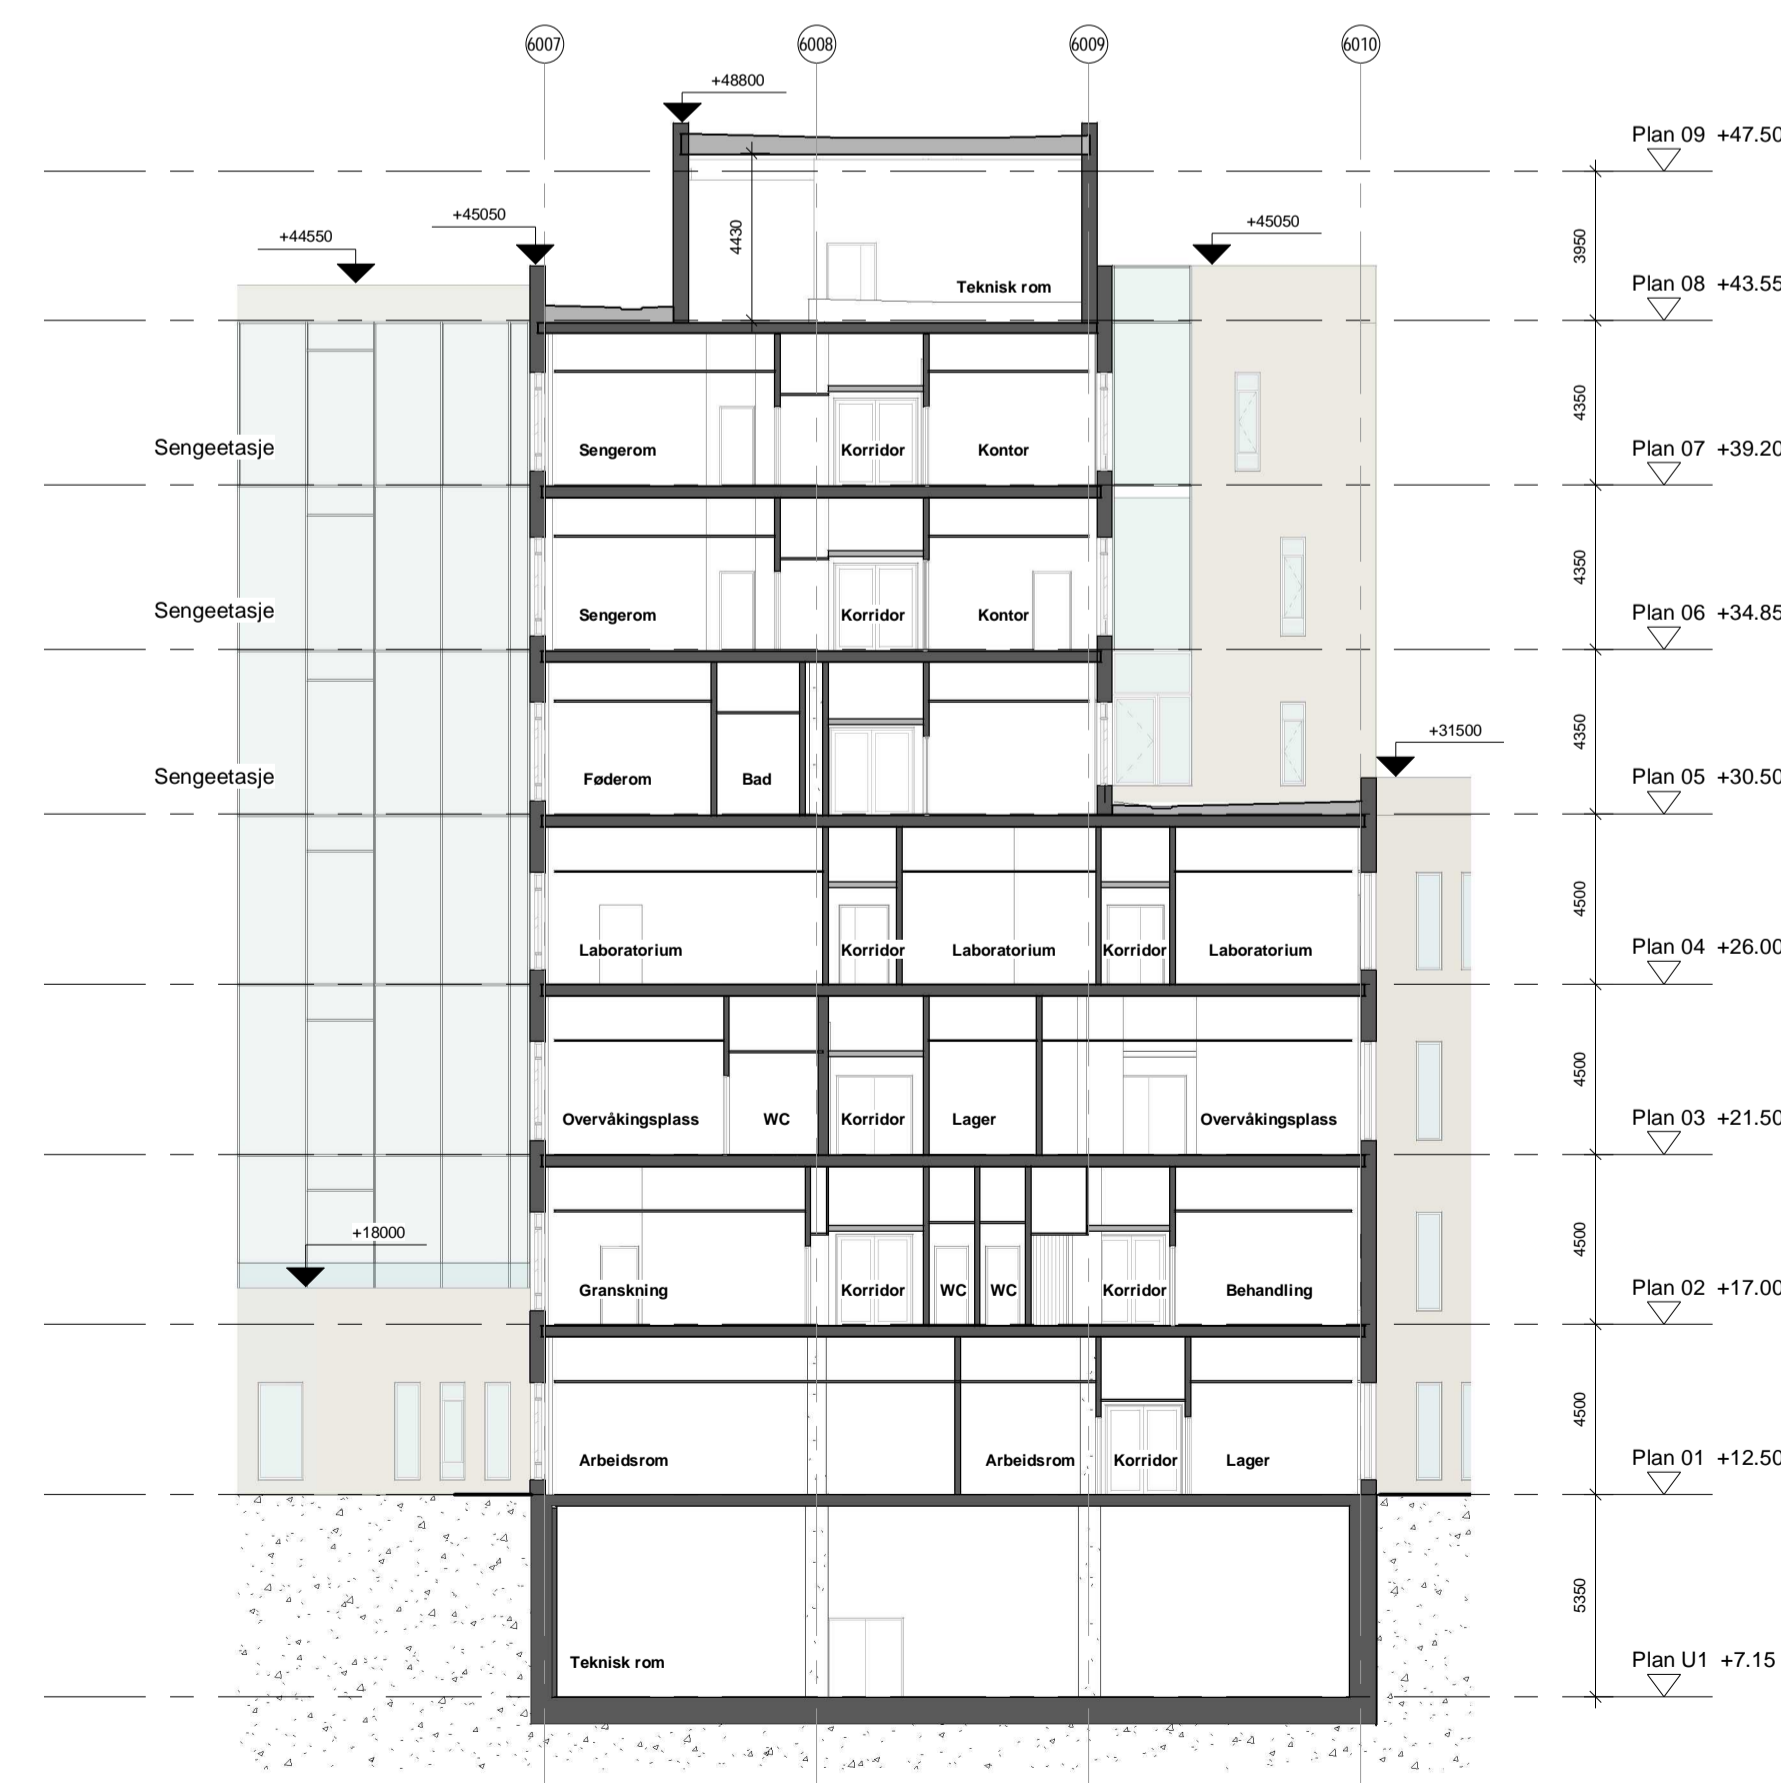 6007 6008 6009 6010
+48800
Plan 09 +47.50
+45050
+45050
+44550
4430
3950
Teknisk rom
Plan 08 +43.55
4350
Sengeetasje
Sengerom Korridor Kontor
Plan 07 +39.20
4350
Sengeetasje
Sengerom Korridor Kontor
Plan 06 +34.85
4350
+31500
Sengeetasje
Føderom Bad
Plan 05 +30.50
4500
Laboratorium Korridor Laboratorium Korridor Laboratorium
Plan 04 +26.00
4500
Overvåkingsplass WC Korridor Lager Overvåkingsplass
Plan 03 +21.50
4500
+18000
Granskning Korridor WC WC Korridor Behandling
Plan 02 +17.00
4500
Arbeidsrom Arbeidsrom Korridor Lager
Plan 01 +12.50
5350
Teknisk rom
Plan U1 +7.15